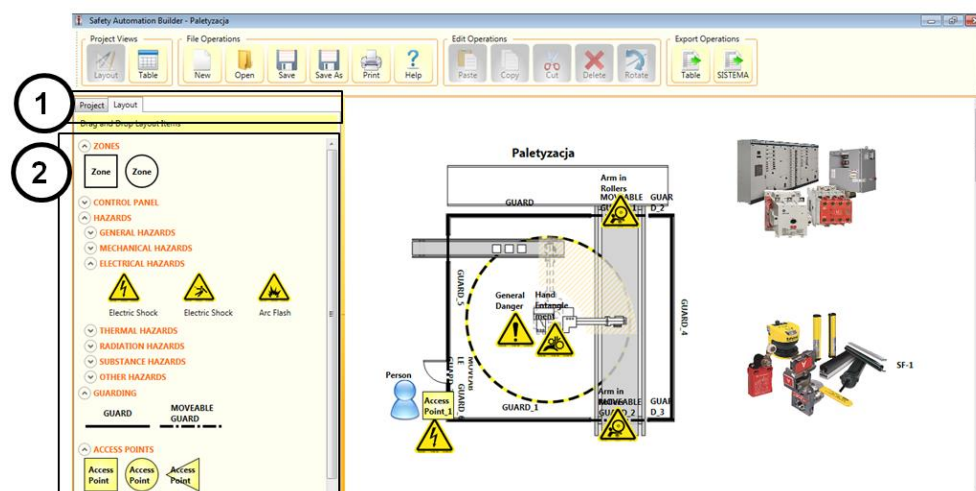 Safety Automation Builder - Paletyzacja
Project Views
File Operations
Edit Operations
Export Operations
Layout
Table
New
Open
Save
Save As
Print
Help
Paste
Copy
Cut
Delete
Rotate
Table
SISTEMA
1
Project
Layout
Drag and Drop Layout Items
2
ZONES
Zone
Zone
CONTROL PANEL
HAZARDS
GENERAL HAZARDS
MECHANICAL HAZARDS
ELECTRICAL HAZARDS
Electric Shock
Electric Shock
Arc Flash
THERMAL HAZARDS
RADIATION HAZARDS
SUBSTANCE HAZARDS
OTHER HAZARDS
GUARDING
GUARD
MOVEABLE
GUARD
ACCESS POINTS
Access
Point
Access
Point
Access
Point
Paletyzacja
Arm in
Rollers
GUARD
GUAR
D_2
GUARD_5
GUARD_4
General
Danger
Hand
Entangle
ment
Person
Access
Point_1
GUARD_1
Arm in
GUAR
D_3
SF-1